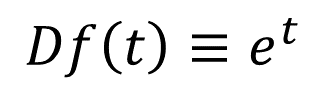 Df(t) ≡ e^t